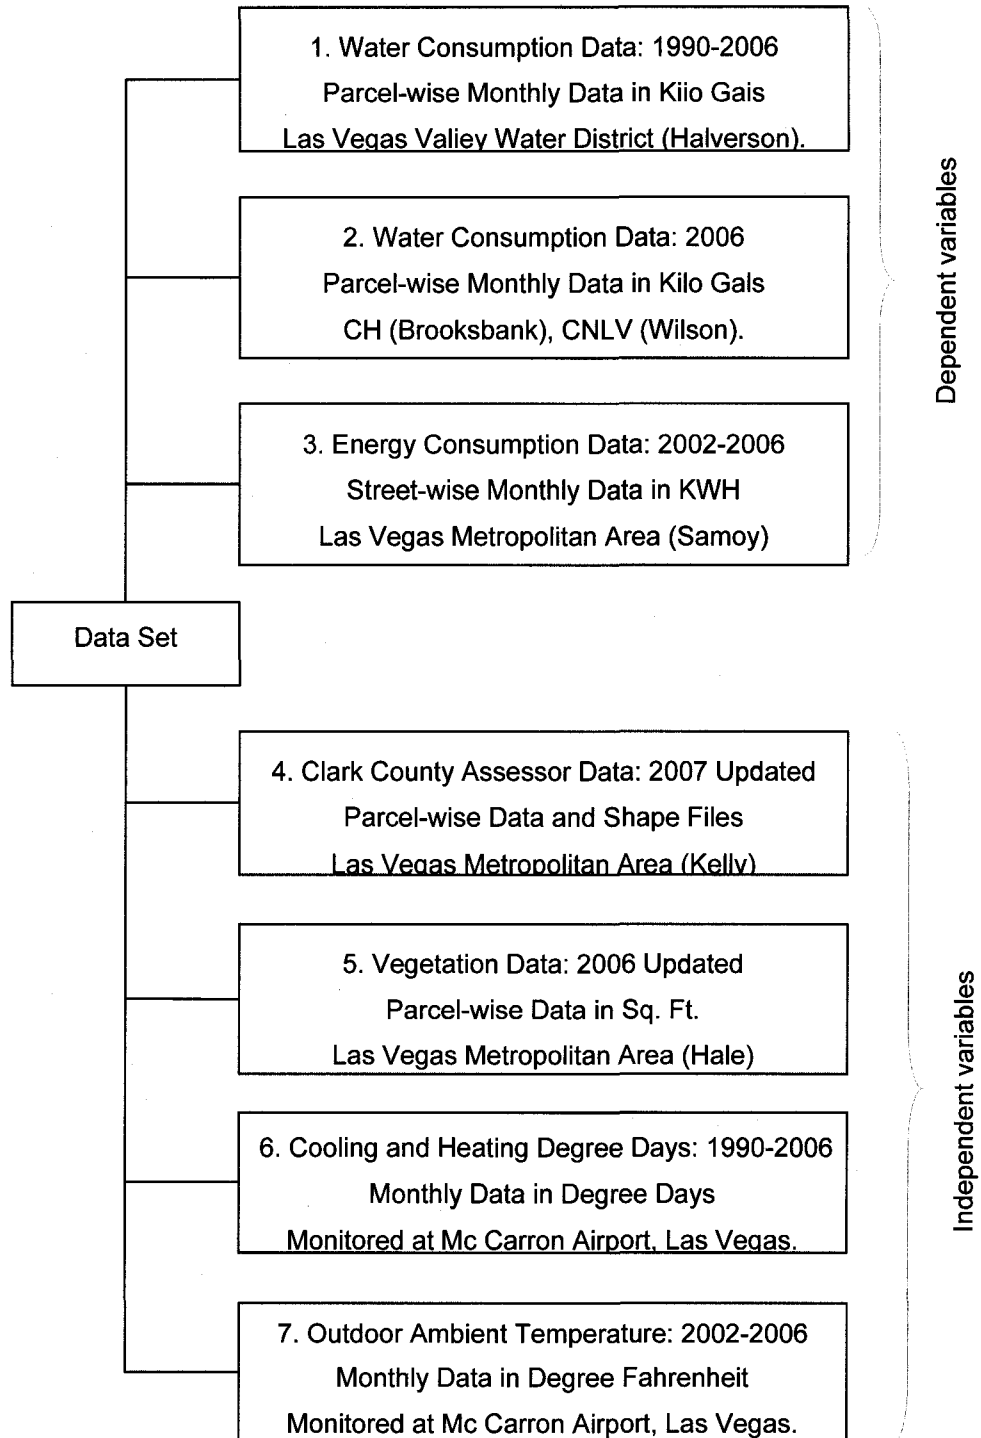 1. Water Consumption Data: 1990-2006
Parcel-wise Monthly Data in Kiio Gais
Las Vegas Valiey Water District (Halverson).
2. Water Consumption Data: 2006
Parcel-wise Monthly Data in Kilo Gals
CH (Brooksbank), CNLV (Wilson).
3. Energy Consumption Data: 2002-2006
Street-wise Monthly Data in KWH
Las Vegas Metropolitan Area (Samoy)
Dependent variables
Data Set
4. Clark County Assessor Data: 2007 Updated
Parcel-wise Data and Shape Files
Las Vegas Metropolitan Area (Kelly)
5. Vegetation Data: 2006 Updated
Parcel-wise Data in Sq. Ft.
Las Vegas Metropolitan Area (Hale)
6. Cooling and Heating Degree Days: 1990-2006
Monthly Data in Degree Days
Monitored at Mc Carron Airport, Las Vegas.
7. Outdoor Ambient Temperature: 2002-2006
Monthly Data in Degree Fahrenheit
Monitored at Mc Carron Airport, Las Vegas.
Independent variables